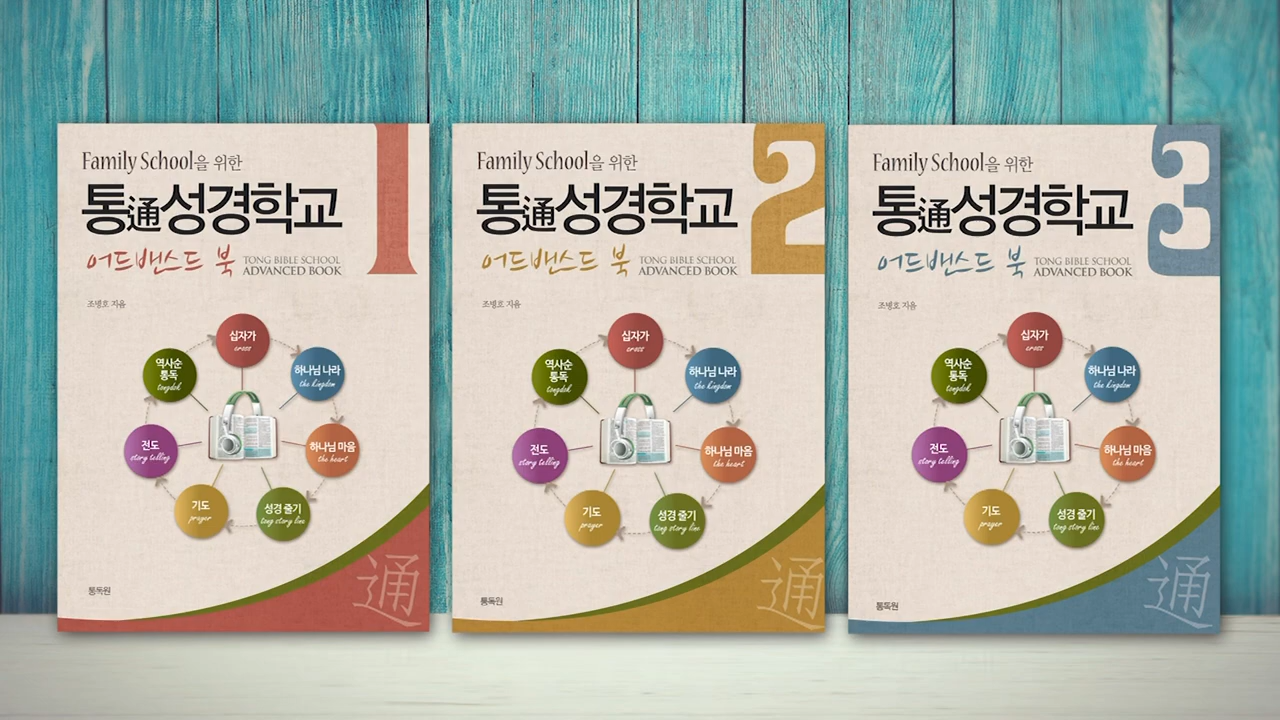 Family School을 위한
1
통通성경학교
어드밴스드 북
TONG BIBLE SCHOOL
ADVANCED BOOK
조병호 지음
십자가
cross
하나님 나라
the kingdom
하나님 마음
the heart
성경 줄기
tong story line
기도
prayer
전도
story telling
역사순
통독
tongdok
통독원
通
Family School을 위한
2
통通성경학교
어드밴스드 북
TONG BIBLE SCHOOL
ADVANCED BOOK
조병호 지음
십자가
cross
하나님 나라
the kingdom
하나님 마음
the heart
성경 줄기
tong story line
기도
prayer
전도
story telling
역사순
통독
tongdok
통독원
通
Family School을 위한
3
통通성경학교
어드밴스드 북
TONG BIBLE SCHOOL
ADVANCED BOOK
조병호 지음
십자가
cross
하나님 나라
the kingdom
하나님 마음
the heart
성경 줄기
tong story line
기도
prayer
전도
story telling
역사순
통독
tongdok
통독원
通